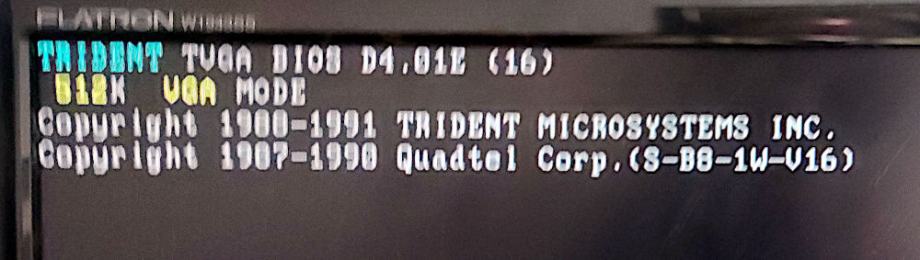 FLATRON
TRIDENT TVGA BIOS D4.01E (16)
512K VGA MODE
Copyright 1988-1991 TRIDENT MICROSYSTEMS INC.
Copyright 1987-1990 Quadtel Corp.(S-B8-1W-V16)